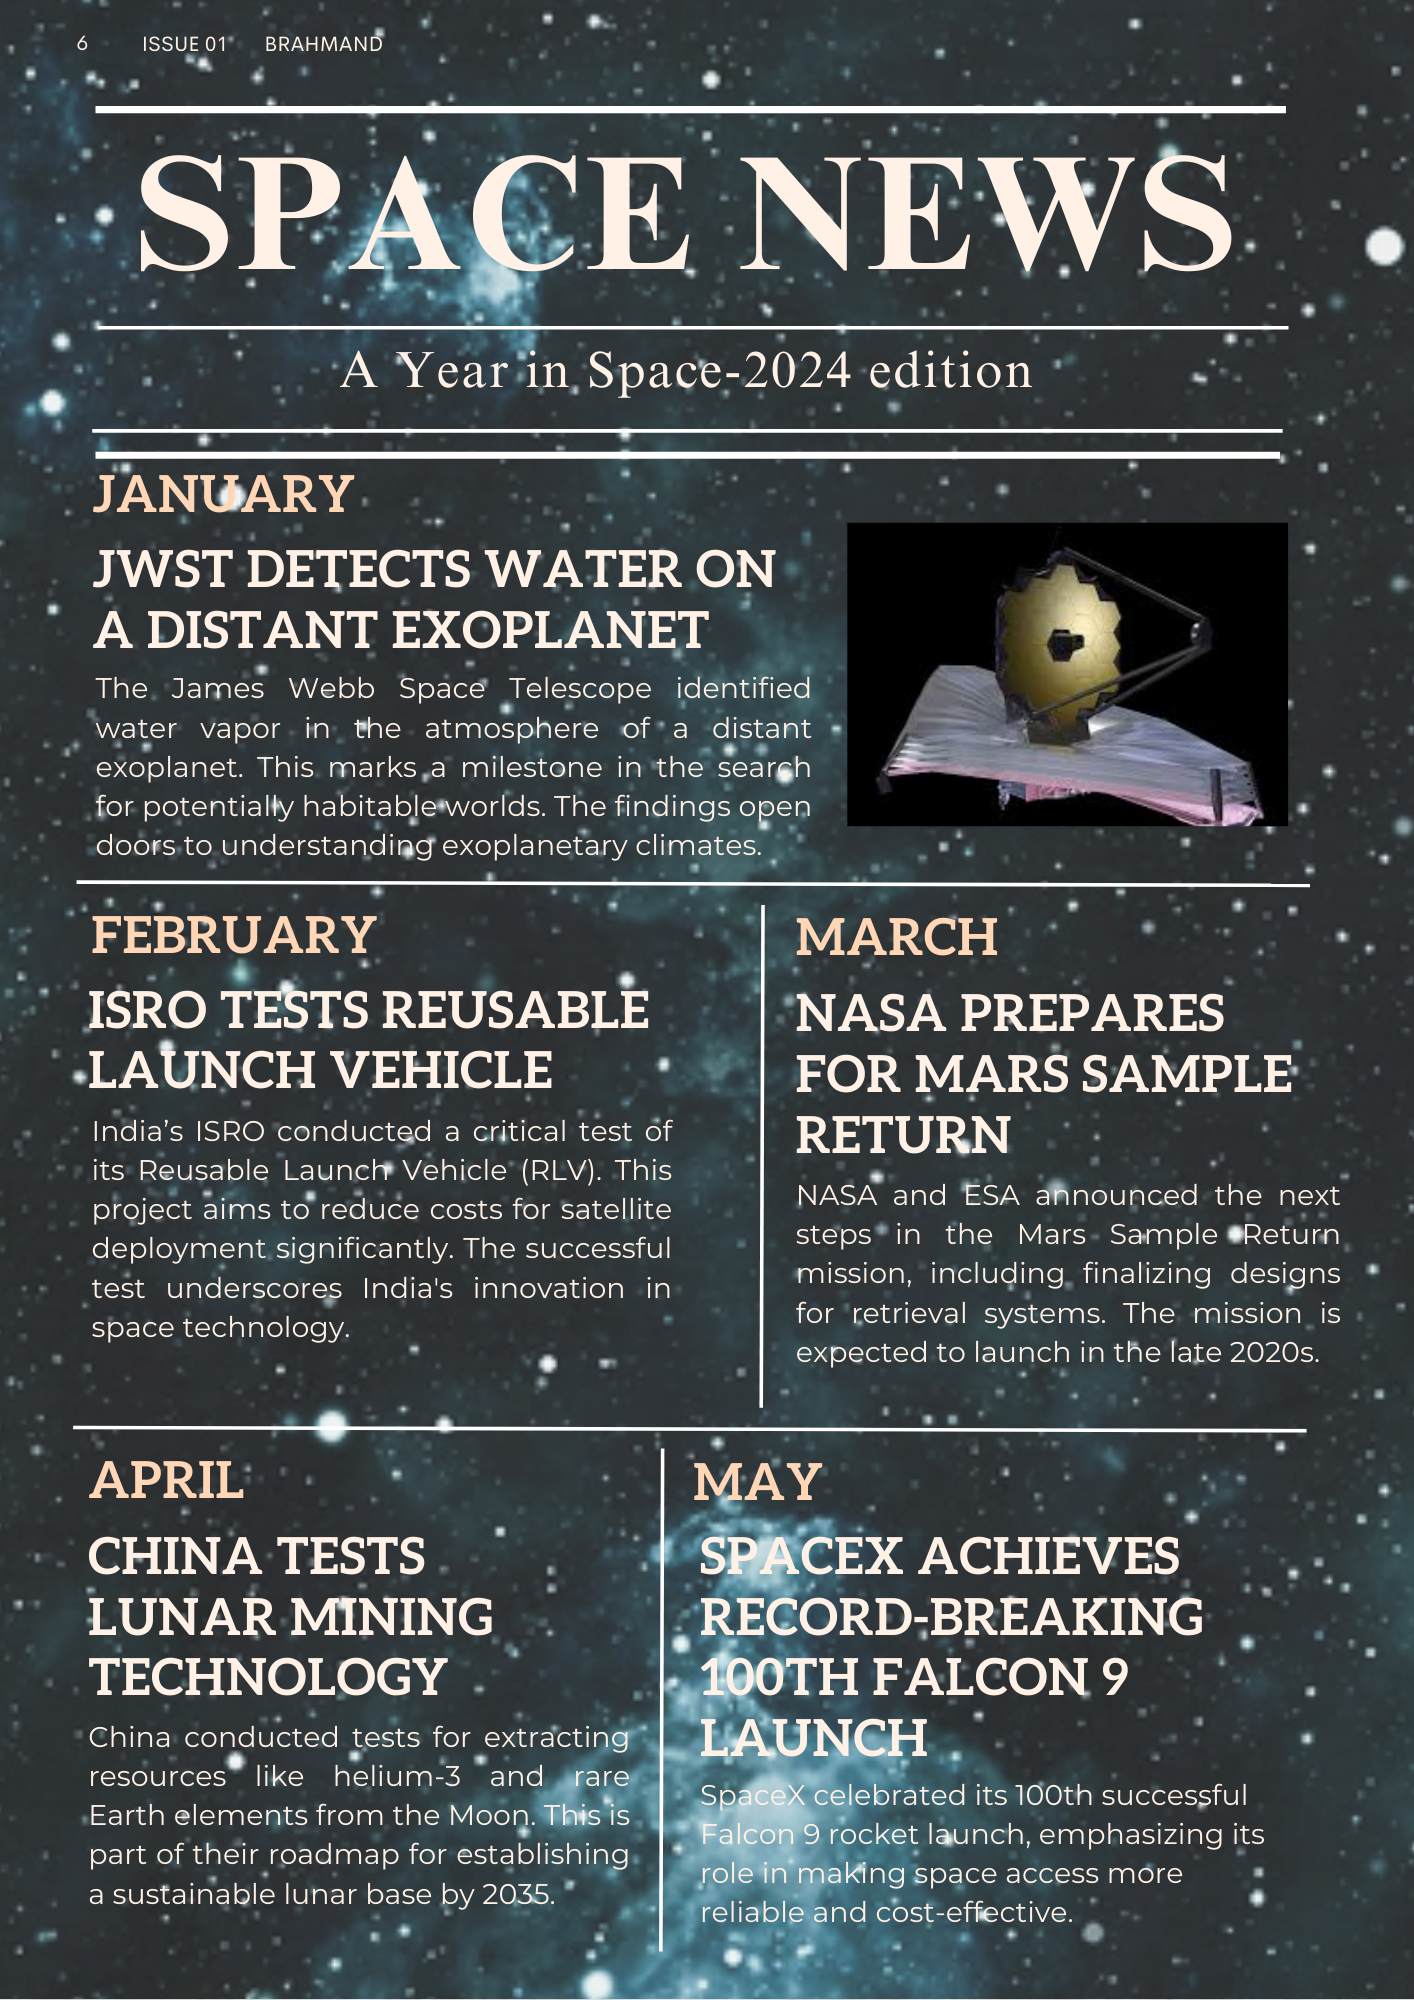 6 ISSUE 01 BRAHMAND
SPACE NEWS
A Year in Space-2024 edition
JANUARY
JWST DETECTS WATER ON
A DISTANT EXOPLANET
The James Webb Space Telescope identified
water vapor in the atmosphere of a distant
exoplanet. This marks a milestone in the search
for potentially habitable worlds. The findings open
doors to understanding exoplanetary climates.
FEBRUARY
ISRO TESTS REUSABLE
LAUNCH VEHICLE
India’s ISRO conducted a critical test of
its Reusable Launch Vehicle (RLV). This
project aims to reduce costs for satellite
deployment significantly. The successful
test underscores India's innovation in
space technology.
MARCH
NASA PREPARES
FOR MARS SAMPLE
RETURN
NASA and ESA announced the next
steps in the Mars Sample Return
mission, including finalizing designs
for retrieval systems. The mission is
expected to launch in the late 2020s.
APRIL
CHINA TESTS
LUNAR MINING
TECHNOLOGY
China conducted tests for extracting
resources like helium-3 and rare
Earth elements from the Moon. This is
part of their roadmap for establishing
a sustainable lunar base by 2035.
MAY
SPACEX ACHIEVES
RECORD-BREAKING
100TH FALCON 9
LAUNCH
SpaceX celebrated its 100th successful
Falcon 9 rocket launch, emphasizing its
role in making space access more
reliable and cost-effective.